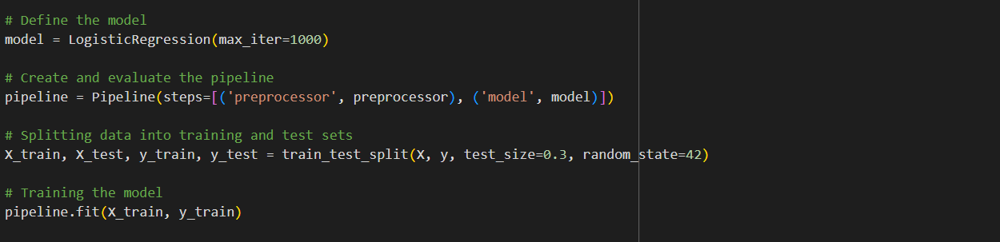 # Define the model
model = LogisticRegression(max_iter=1000)
# Create and evaluate the pipeline
pipeline = Pipeline(steps=[('preprocessor', preprocessor), ('model', model)])
# Splitting data into training and test sets
X_train, X_test, y_train, y_test = train_test_split(X, y, test_size=0.3, random_state=42)
# Training the model
pipeline.fit(X_train, y_train)